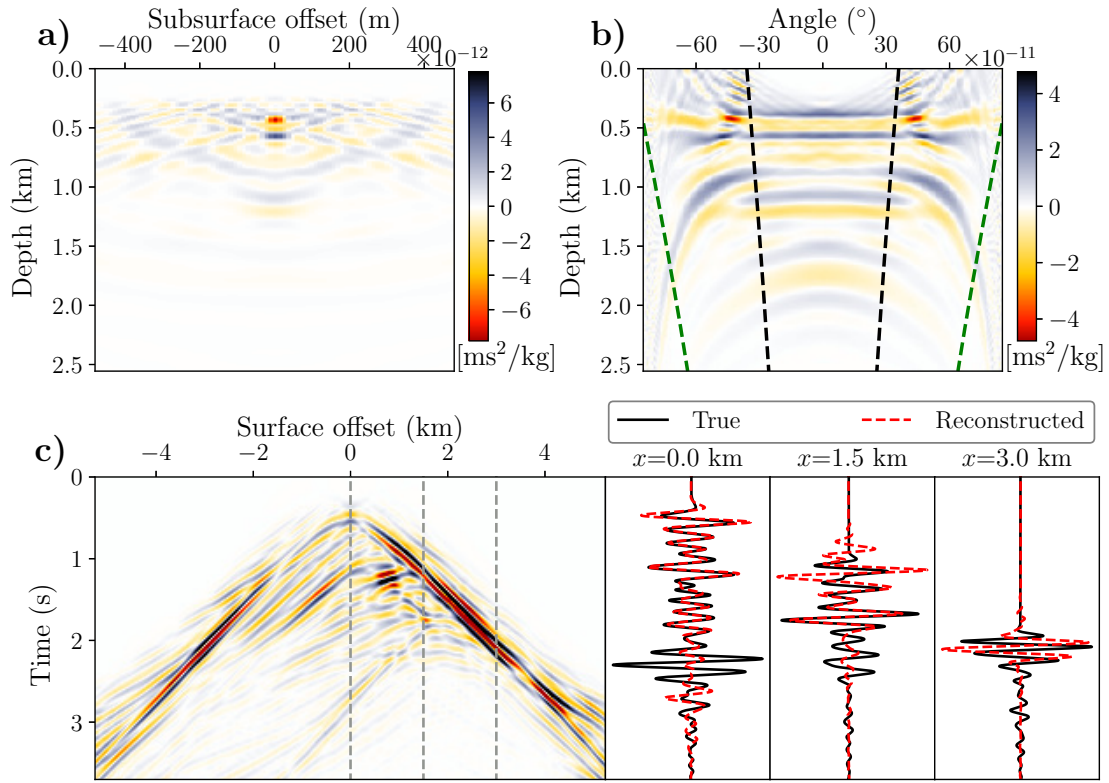 Subsurface offset (m)
a)
−400 −200 0 200 400
×10⁻¹²
0.0
0.5
1.0
1.5
2.0
2.5
Depth (km)
6
4
2
0
−2
−4
−6
[ms²/kg]
Angle (°)
b)
−60 −30 0 30 60
×10⁻¹¹
0.0
0.5
1.0
1.5
2.0
2.5
Depth (km)
4
2
0
−2
−4
[ms²/kg]
Surface offset (km)
c)
−4 −2 0 2 4
0
1
2
3
Time (s)
True Reconstructed
x=0.0 km x=1.5 km x=3.0 km